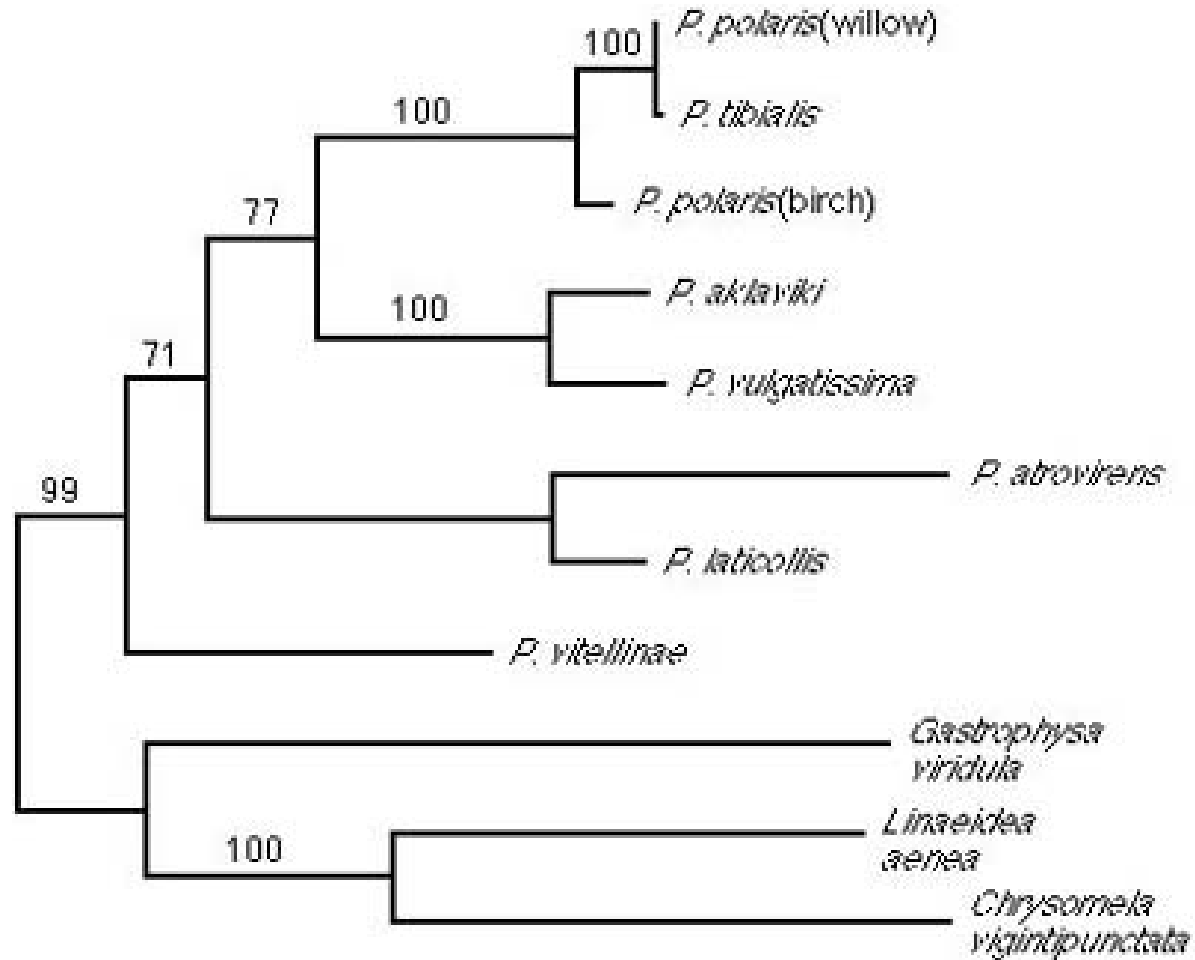 P. polaris(willow)
100
P. tibialis
100
P. polaris(birch)
77
P. aklaviki
100
P. vulgatissima
71
P. atrovirens
99
P. laticollis
P. vitellinae
Gastrophysa
viridula
Linaeidea
aenea
100
Chrysomela
vigintipunctata